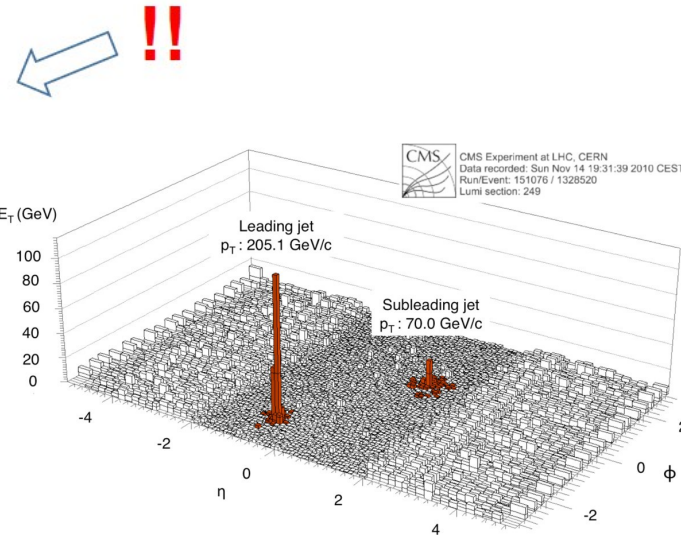 !!
CMS
CMS Experiment at LHC, CERN
Data recorded: Sun Nov 14 19:31:39 2010 CEST
Run/Event: 151076 / 1328520
Lumi section: 249
E_T (GeV)
Leading jet
p_T : 205.1 GeV/c
Subleading jet
p_T : 70.0 GeV/c
100
80
60
40
20
0
-4
-2
0
2
4
η
-2
0
2
ϕ